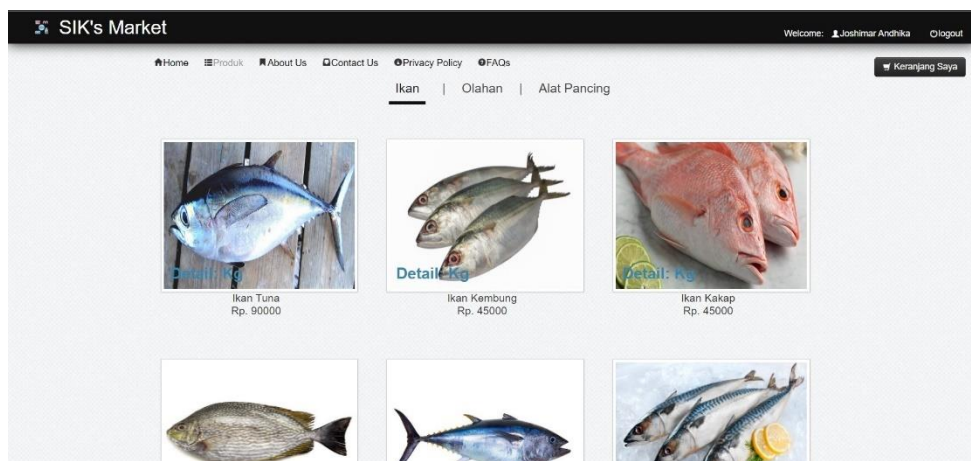 SIK's Market
Welcome: Joshimar Andhika logout
Home Produk About Us Contact Us Privacy Policy FAQs
Keranjang Saya
Ikan | Olahan | Alat Pancing
Detail: Kg
Detail: Kg
Detail: Kg
Ikan Tuna
Rp. 90000
Ikan Kembung
Rp. 45000
Ikan Kakap
Rp. 45000